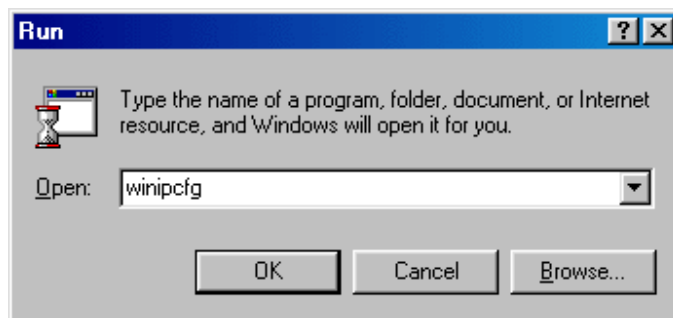 Run
Type the name of a program, folder, document, or Internet
resource, and Windows will open it for you.
Open: winipcfg
OK Cancel Browse...